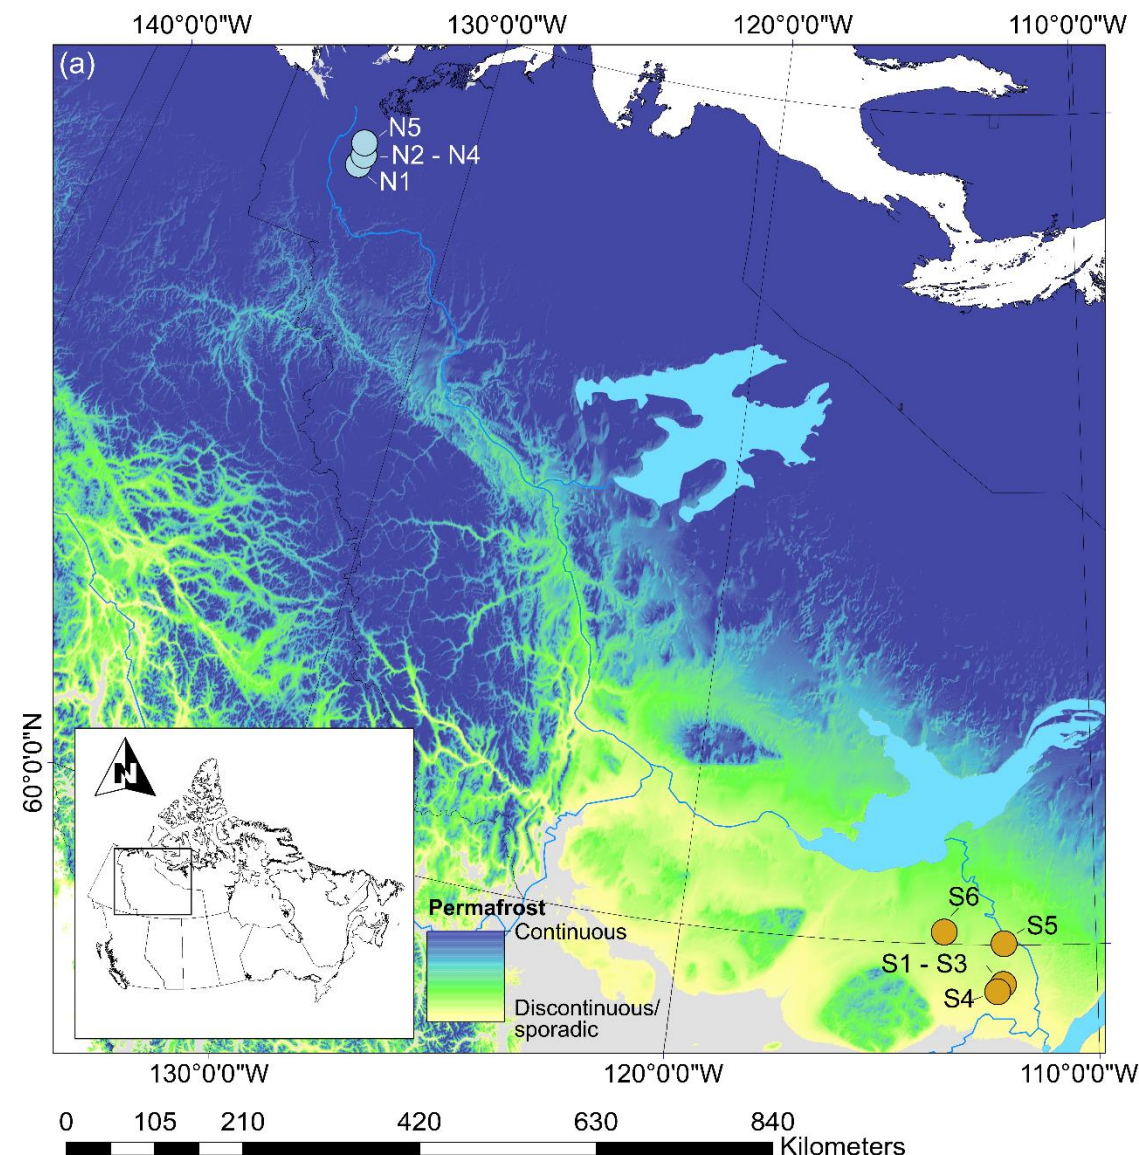 140°0'0"W 130°0'0"W 120°0'0"W 110°0'0"W
(a)
N5
N2 - N4
N1
60°0'0"N
N
Permafrost
Continuous
Discontinuous/
sporadic
S6
S5
S1 - S3
S4
130°0'0"W 120°0'0"W 110°0'0"W
0 105 210 420 630 840
Kilometers